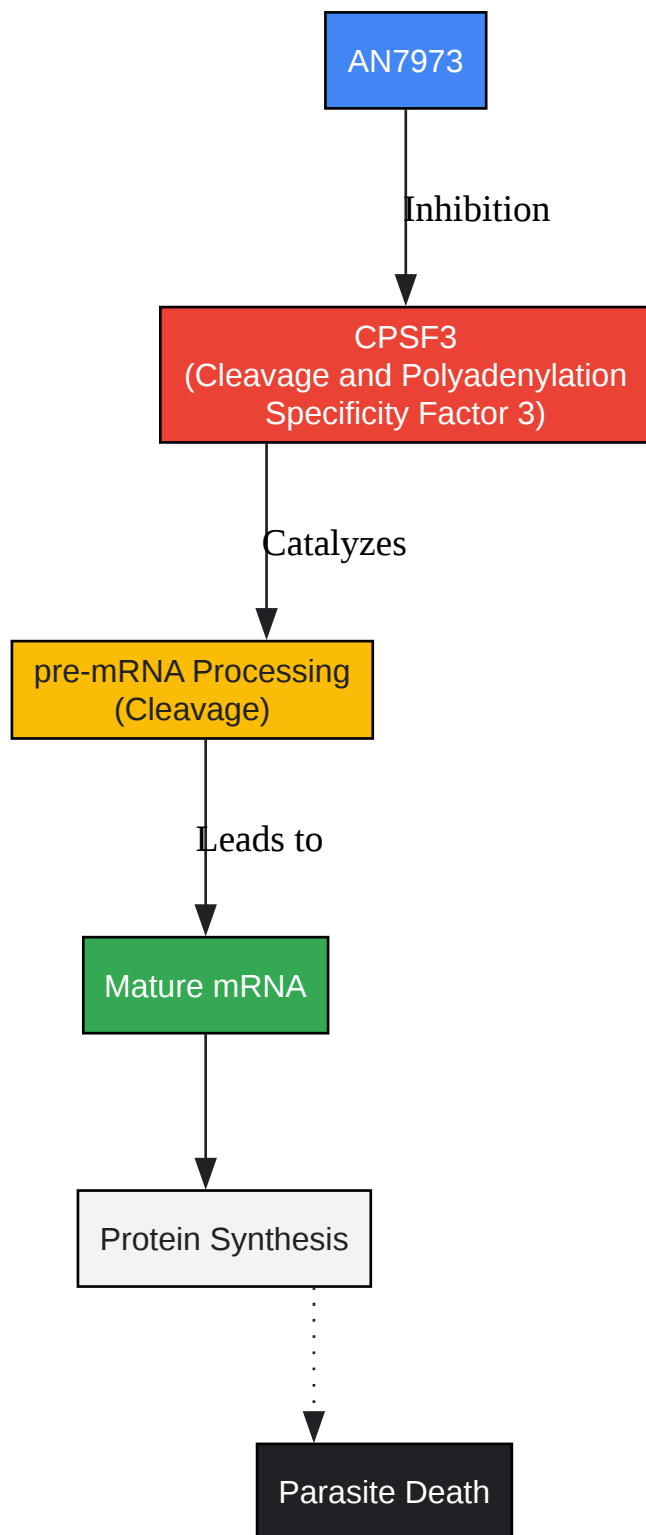 AN7973
Inhibition
CPSF3
(Cleavage and Polyadenylation
Specificity Factor 3)
Catalyzes
pre-mRNA Processing
(Cleavage)
Leads to
Mature mRNA
Protein Synthesis
Parasite Death